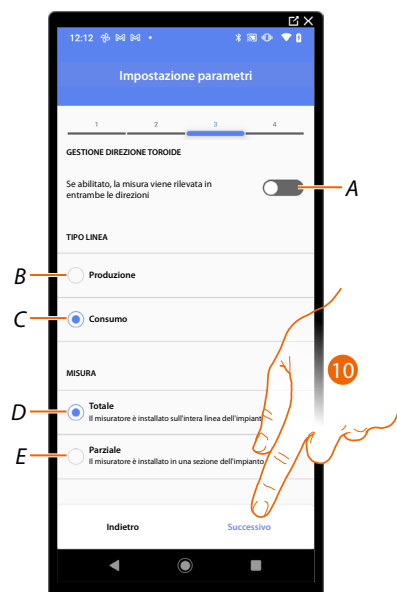 12:12
Impostazione parametri
1 2 3 4
GESTIONE DIREZIONE TOROIDE
Se abilitato, la misura viene rilevata in
entrambe le direzioni
A
TIPO LINEA
B
Produzione
C
Consumo
10
MISURA
D
Totale
Il misuratore è installato sull'intera linea dell'impiant
E
Parziale
Il misuratore è installato in una sezione dell'impianto
Indietro
Successivo